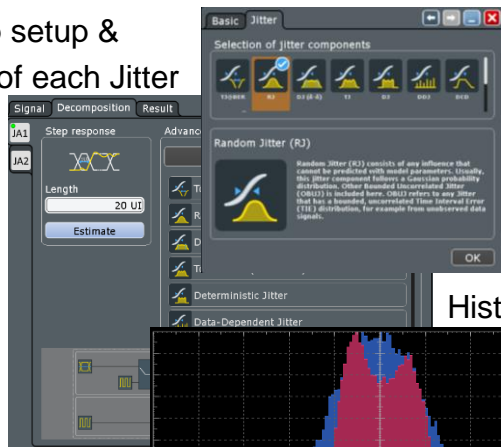 setup &
of each Jitter
Basic Jitter
Selection of jitter components
TJ@BER RJ DJ(δ-δ) TJ DJ DDJ DCD
Random Jitter (RJ)
Random Jitter (RJ) consists of any influence that
cannot be predicted with model parameters. Usually,
this jitter component follows a Gaussian probability
distribution. Other Bounded Uncorrelated Jitter
(OBUJ) is included here. OBUJ refers to any jitter
that has a bounded, uncorrelated Time Interval Error
(TIE) distribution, for example from unobserved data
signals.
OK
Signal Decomposition Result
JA1
JA2
Step response
Length
20 UI
Estimate
Advance
T
R
D
T
Deterministic Jitter
Data-Dependent Jitter
Hist